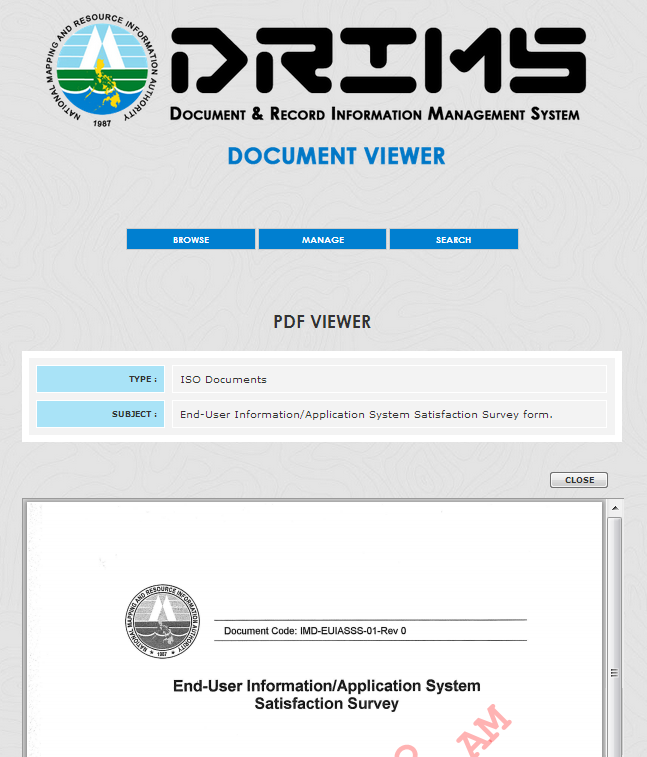 NATIONAL MAPPING AND RESOURCE INFORMATION AUTHORITY
1987
DRIMS
DOCUMENT & RECORD INFORMATION MANAGEMENT SYSTEM
DOCUMENT VIEWER
BROWSE
MANAGE
SEARCH
PDF VIEWER
TYPE :
ISO Documents
SUBJECT :
End-User Information/Application System Satisfaction Survey form.
CLOSE
NATIONAL MAPPING AND RESOURCE INFORMATION AUTHORITY
1987
Document Code: IMD-EUIASSS-01-Rev 0
End-User Information/Application System
Satisfaction Survey
AM